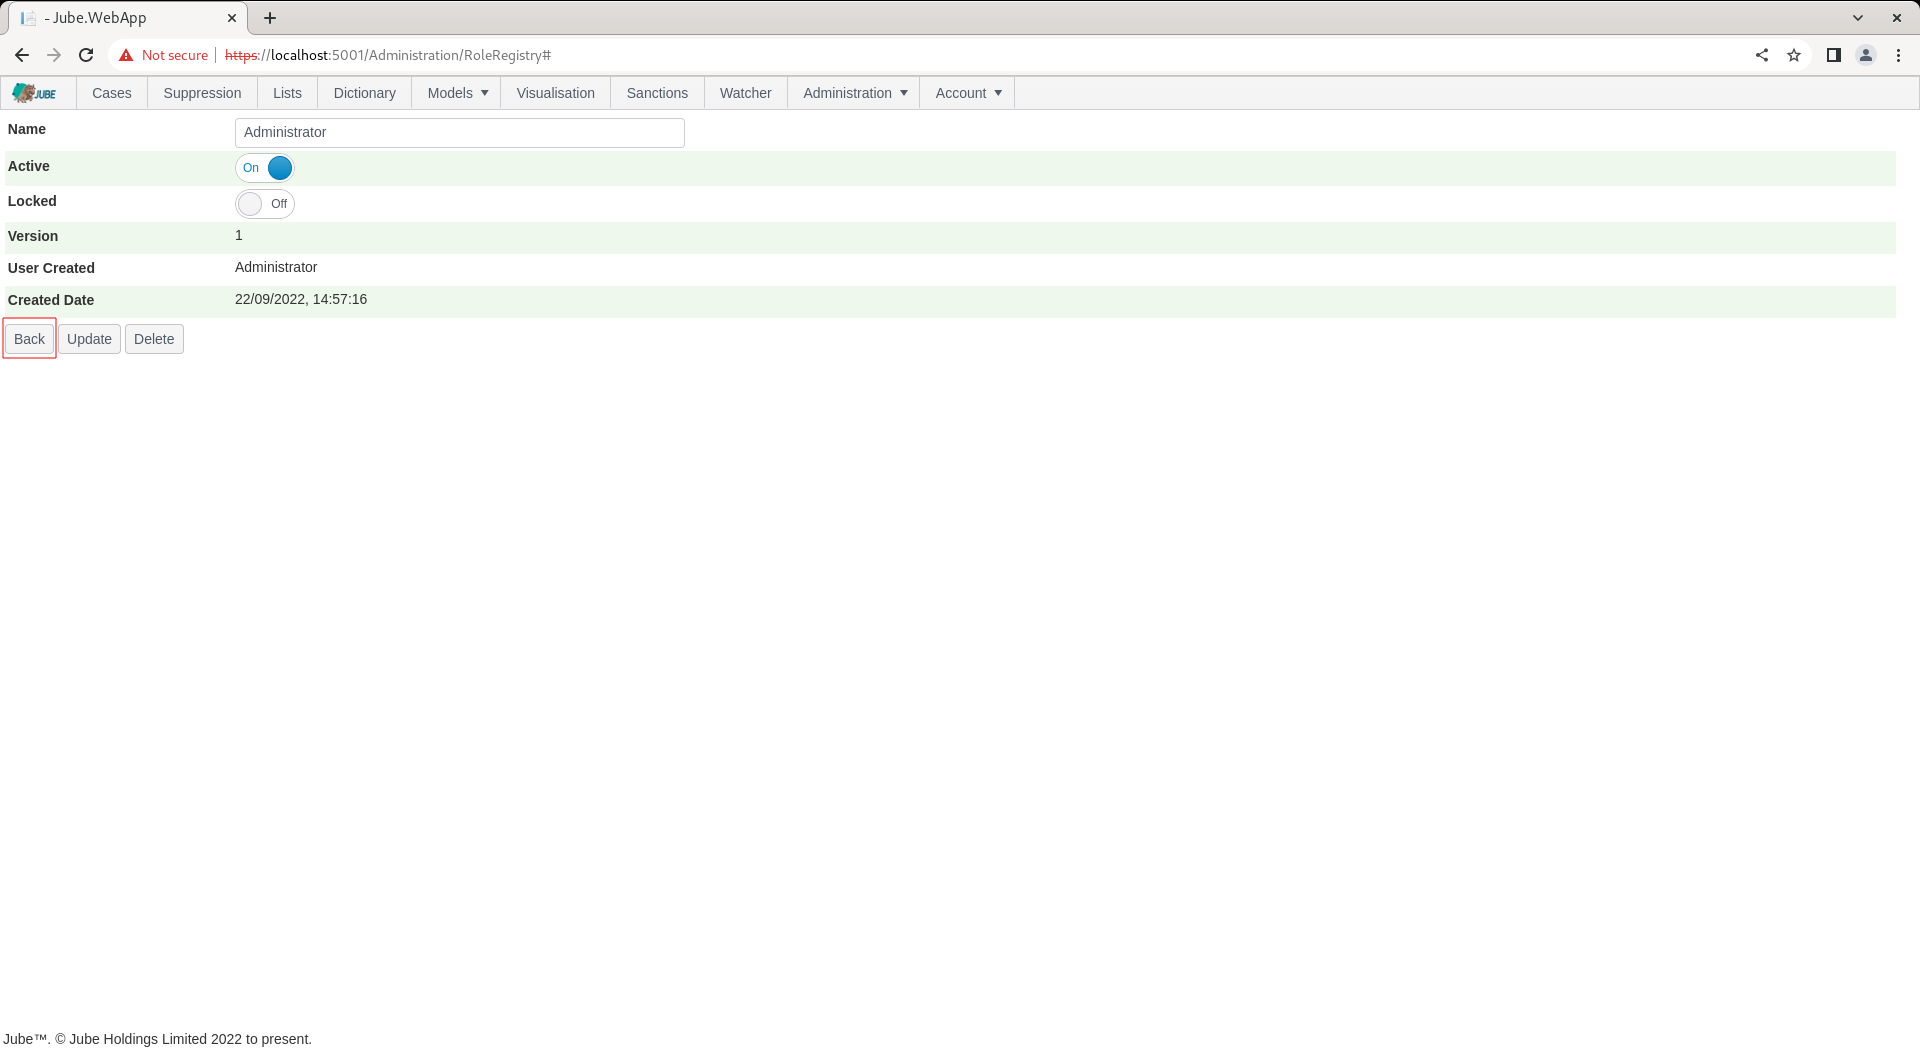 - Jube.WebApp
Not secure https://localhost:5001/Administration/RoleRegistry#
JUBE Cases Suppression Lists Dictionary Models Visualisation Sanctions Watcher Administration Account
Name Administrator
Active On
Locked Off
Version 1
User Created Administrator
Created Date 22/09/2022, 14:57:16
Back Update Delete
Jube™. © Jube Holdings Limited 2022 to present.